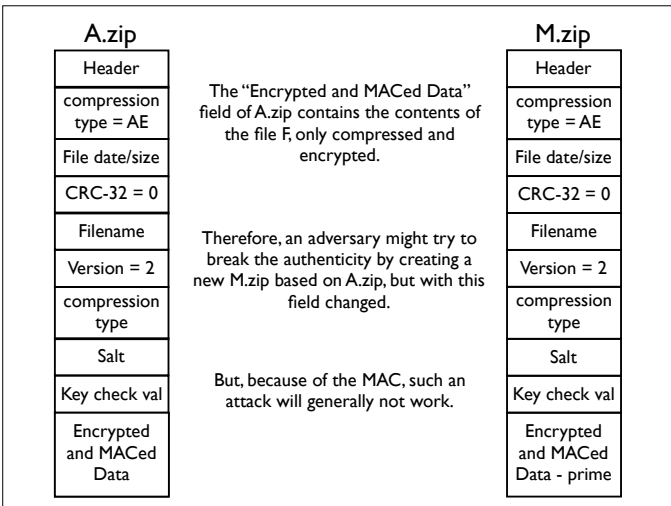 A.zip
Header
compression
type = AE
File date/size
CRC-32 = 0
Filename
Version = 2
compression
type
Salt
Key check val
Encrypted
and MACed
Data
The “Encrypted and MACed Data”
field of A.zip contains the contents of
the file F, only compressed and
encrypted.
Therefore, an adversary might try to
break the authenticity by creating a
new M.zip based on A.zip, but with this
field changed.
But, because of the MAC, such an
attack will generally not work.
M.zip
Header
compression
type = AE
File date/size
CRC-32 = 0
Filename
Version = 2
compression
type
Salt
Key check val
Encrypted
and MACed
Data - prime